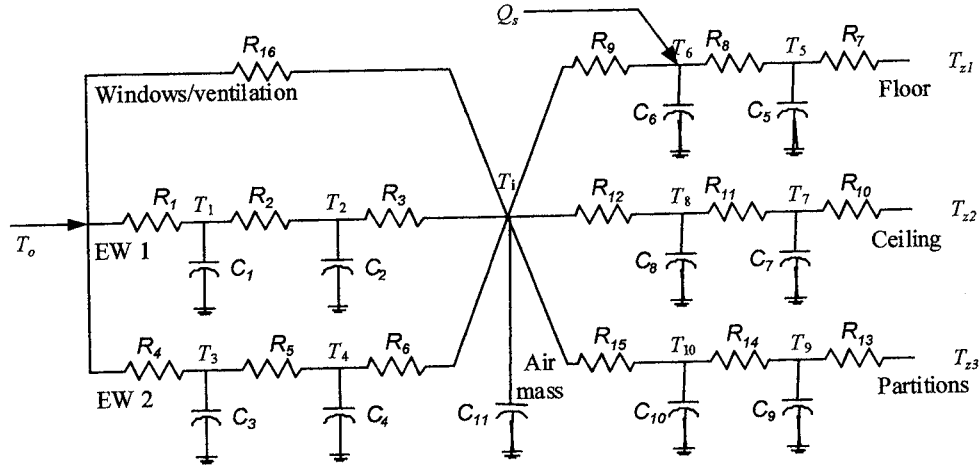 Q_s
R_16
R_9
T_6
R_8
T_5
R_7
T_z1
Windows/ventilation
Floor
C_6
C_5
T_i
R_1
T_1
R_2
T_2
R_3
R_12
T_8
R_11
T_7
R_10
T_z2
T_o
EW 1
Ceiling
C_1
C_2
C_8
C_7
R_4
T_3
R_5
T_4
R_6
R_15
T_10
R_14
T_9
R_13
T_z3
EW 2
Air
mass
Partitions
C_3
C_4
C_11
C_10
C_9